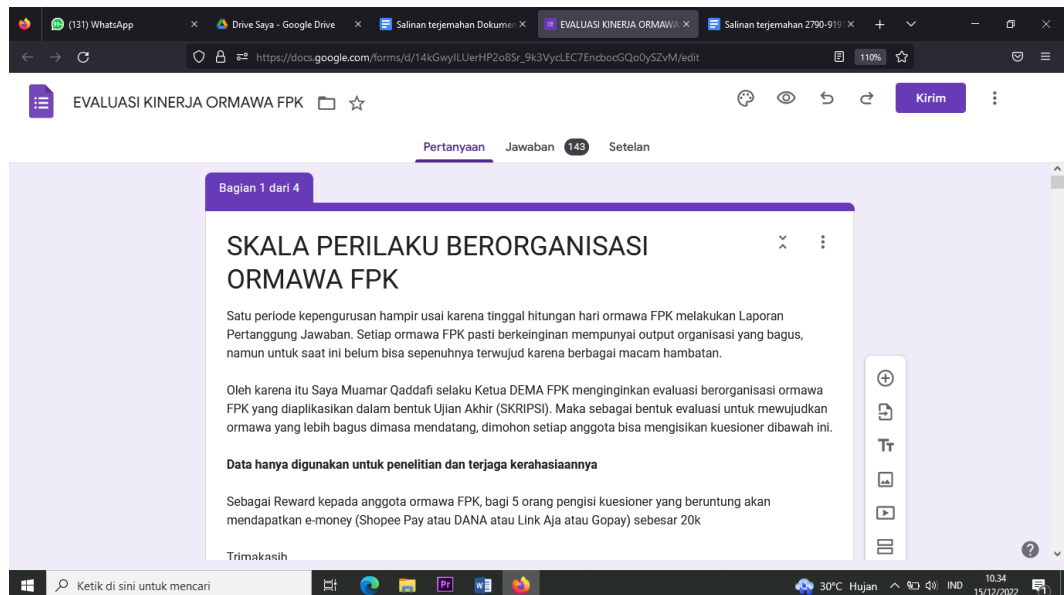 (131) WhatsApp
Drive Saya - Google Drive
Salinan terjemahan Dokumen
EVALUASI KINERJA ORMAWA
Salinan terjemahan 2790-9191
https://docs.google.com/forms/d/14kGwyILUerHP2o8Sr_9k3VycLEC7EncbocGQo0ySZvM/edit
110%
EVALUASI KINERJA ORMAWA FPK
Kirim
Pertanyaan
Jawaban 143
Setelan
Bagian 1 dari 4
SKALA PERILAKU BERORGANISASI
ORMAWA FPK
Satu periode kepengurusan hampir usai karena tinggal hitungan hari ormawa FPK melakukan Laporan
Pertanggung Jawaban. Setiap ormawa FPK pasti berkeinginan mempunyai output organisasi yang bagus,
namun untuk saat ini belum bisa sepenuhnya terwujud karena berbagai macam hambatan.
Oleh karena itu Saya Muamar Qaddafi selaku Ketua DEMA FPK menginginkan evaluasi berorganisasi ormawa
FPK yang diaplikasikan dalam bentuk Ujian Akhir (SKRIPSI). Maka sebagai bentuk evaluasi untuk mewujudkan
ormawa yang lebih bagus dimasa mendatang, dimohon setiap anggota bisa mengisikan kuesioner dibawah ini.
Data hanya digunakan untuk penelitian dan terjaga kerahasiaannya
Sebagai Reward kepada anggota ormawa FPK, bagi 5 orang pengisi kuesioner yang beruntung akan
mendapatkan e-money (Shopee Pay atau DANA atau Link Aja atau Gopay) sebesar 20k
Trimakasih
Tт
Ketik di sini untuk mencari
Pr
30°C Hujan
IND
10.34
15/12/2022